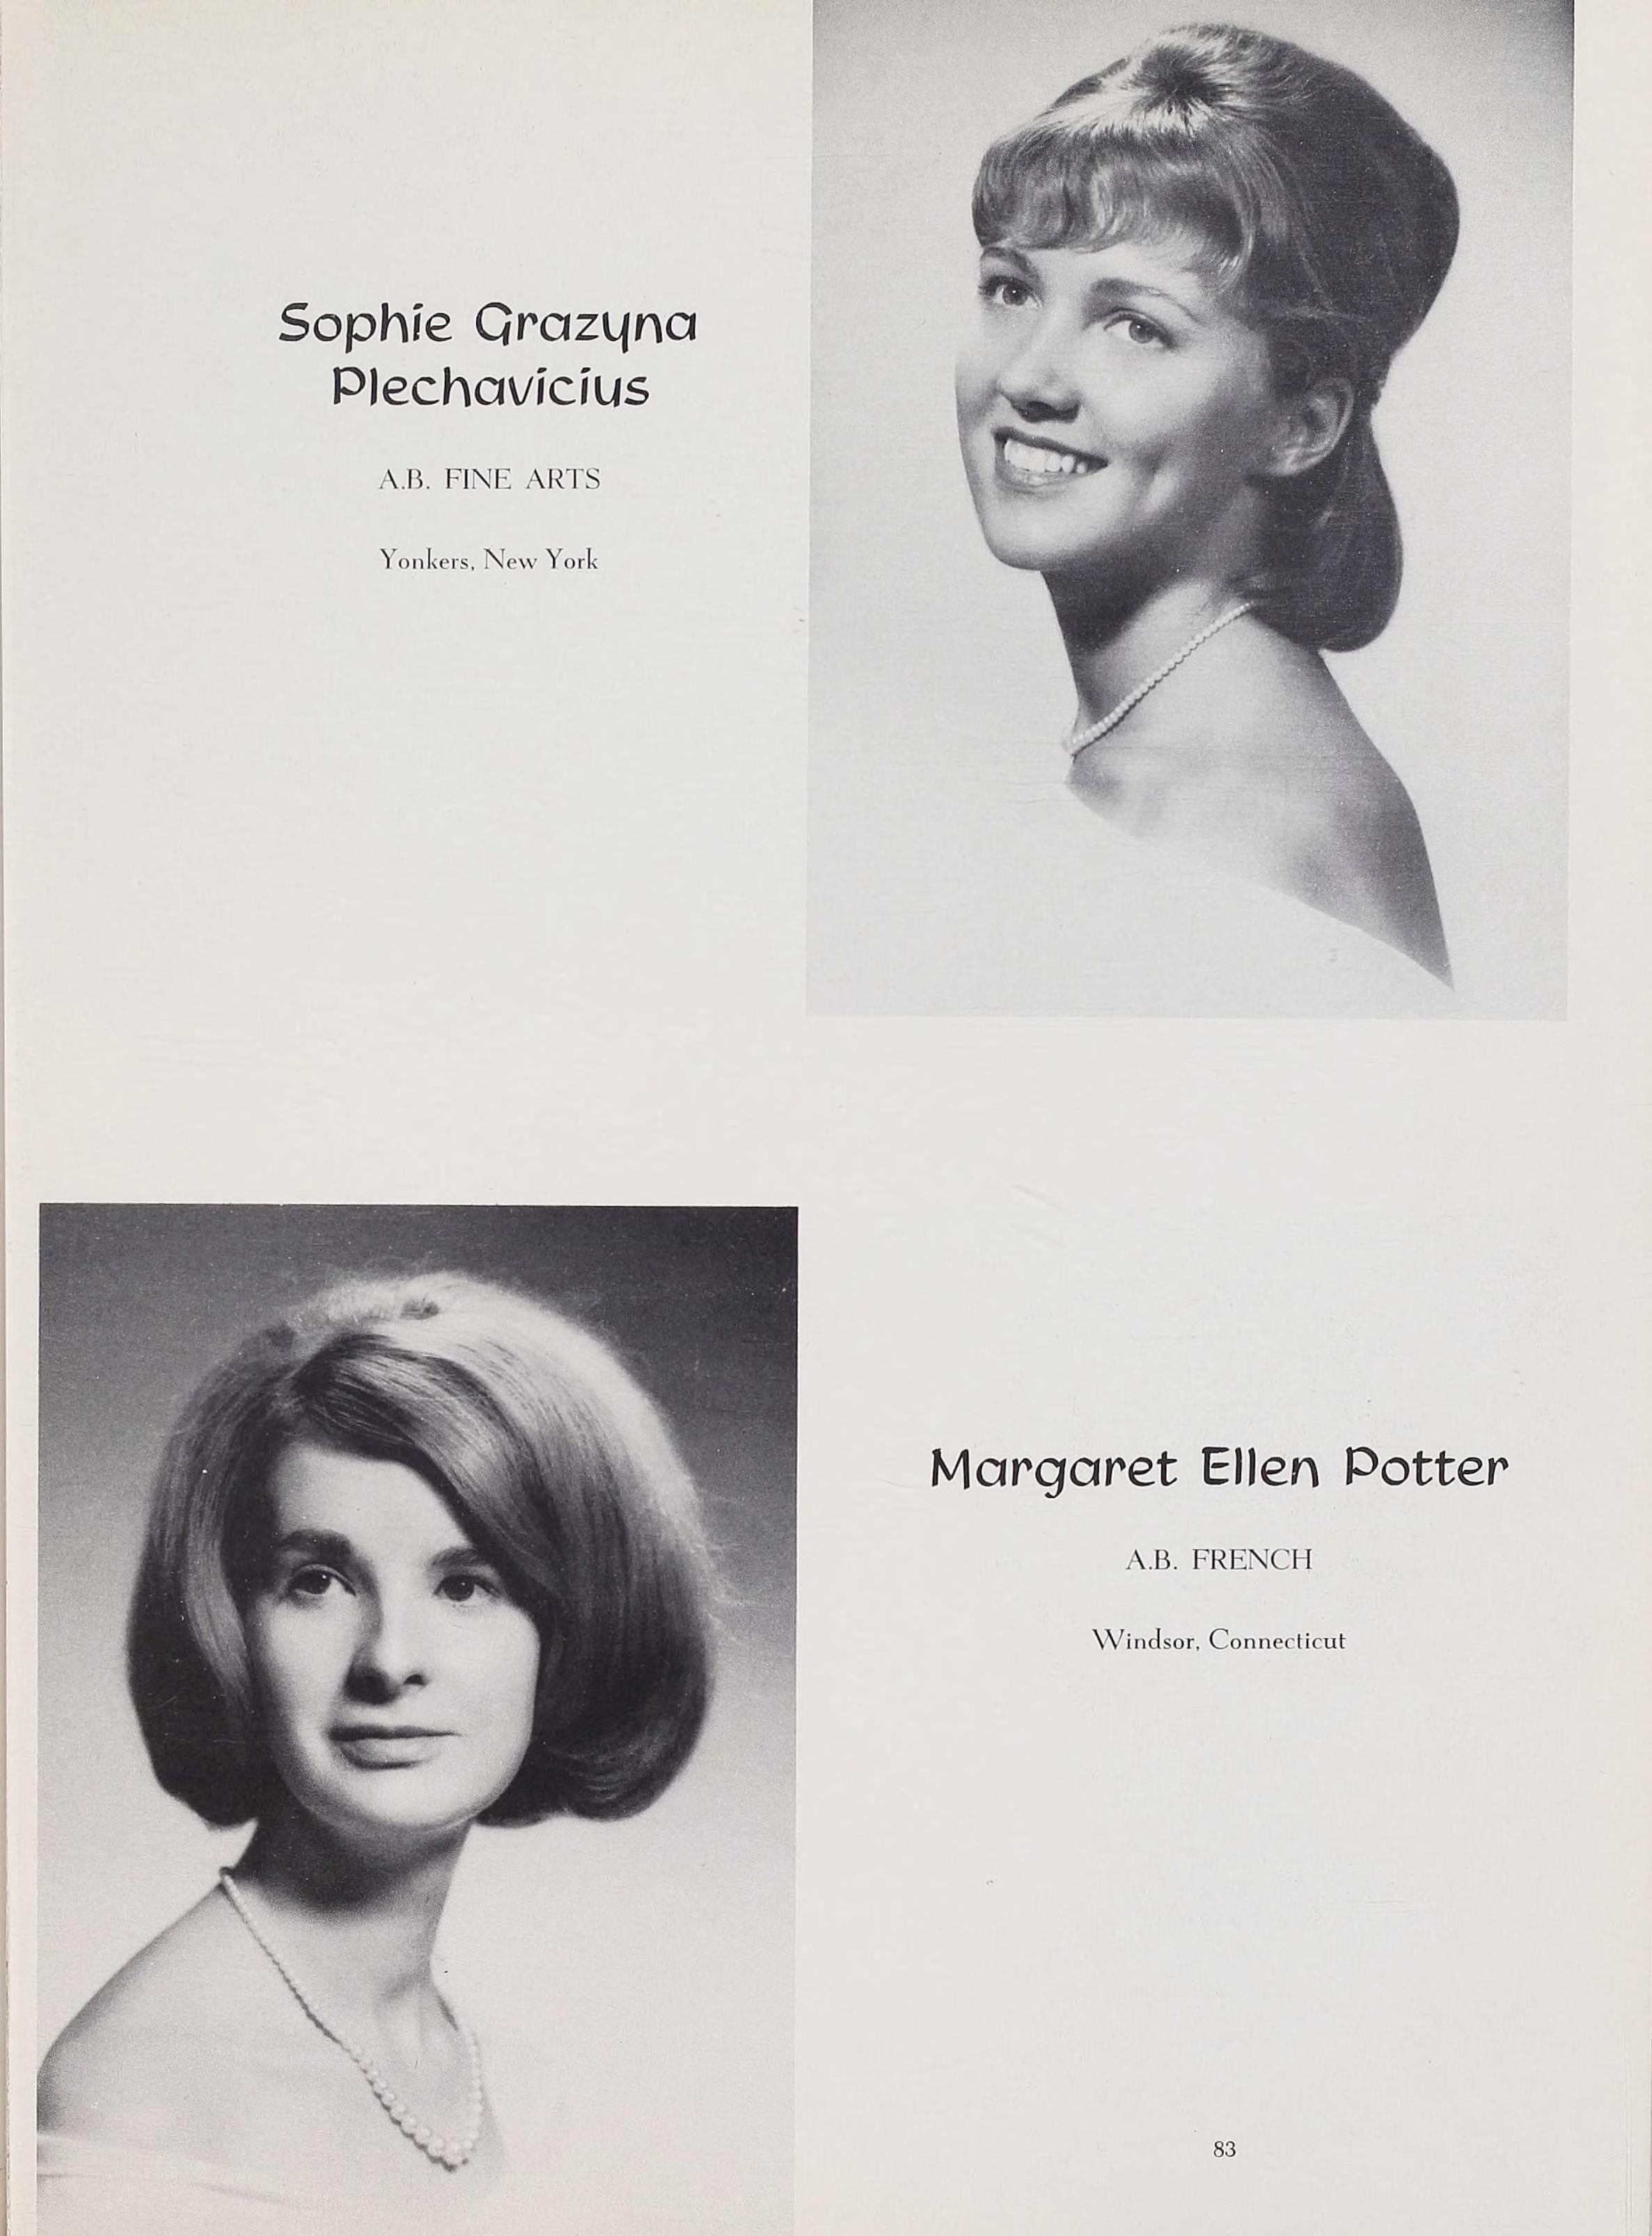 Sophie Grazyna
Plechavicius
A.B. FINE ARTS
Yonkers, New York
Margaret Ellen Potter
A.B. FRENCH
Windsor, Connecticut
83